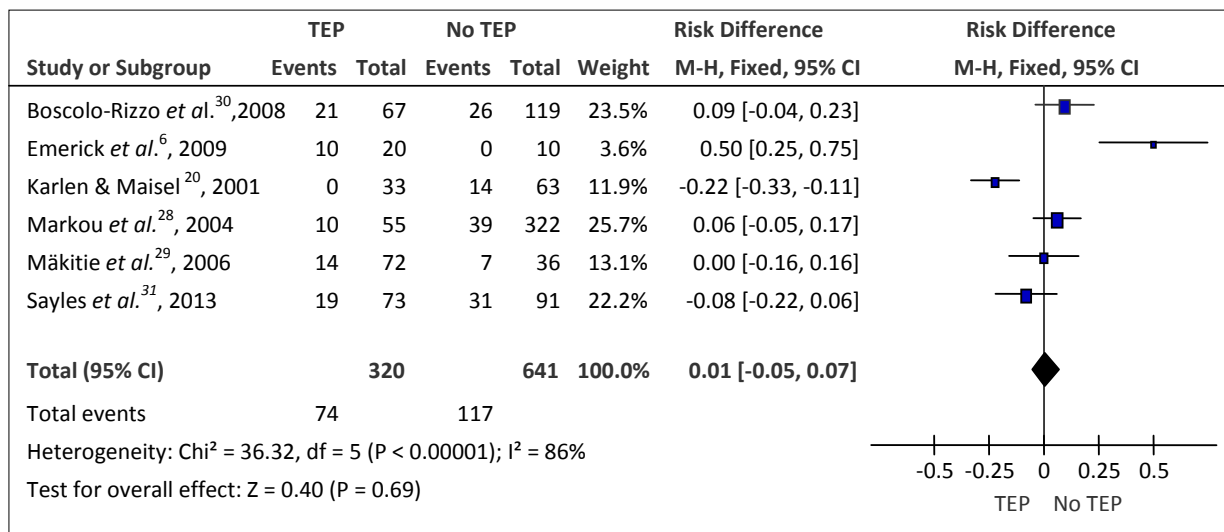 TEP No TEP Risk Difference Risk Difference
Study or Subgroup Events Total Events Total Weight M-H, Fixed, 95% CI M-H, Fixed, 95% CI
Boscolo-Rizzo et al.30,2008 21 67 26 119 23.5% 0.09 [-0.04, 0.23]
Emerick et al.6, 2009 10 20 0 10 3.6% 0.50 [0.25, 0.75]
Karlen & Maisel 20, 2001 0 33 14 63 11.9% -0.22 [-0.33, -0.11]
Markou et al.28, 2004 10 55 39 322 25.7% 0.06 [-0.05, 0.17]
Mäkitie et al.29, 2006 14 72 7 36 13.1% 0.00 [-0.16, 0.16]
Sayles et al.31, 2013 19 73 31 91 22.2% -0.08 [-0.22, 0.06]
Total (95% CI) 320 641 100.0% 0.01 [-0.05, 0.07]
Total events 74 117
Heterogeneity: Chi² = 36.32, df = 5 (P < 0.00001); I² = 86%
Test for overall effect: Z = 0.40 (P = 0.69)
-0.5 -0.25 0 0.25 0.5
TEP No TEP